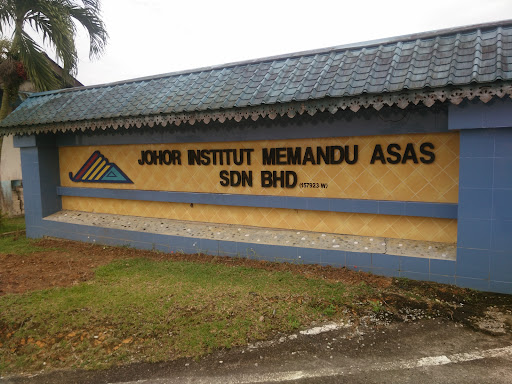 JOHOR INSTITUT MEMANDU ASAS
SDN BHD (157923-W)